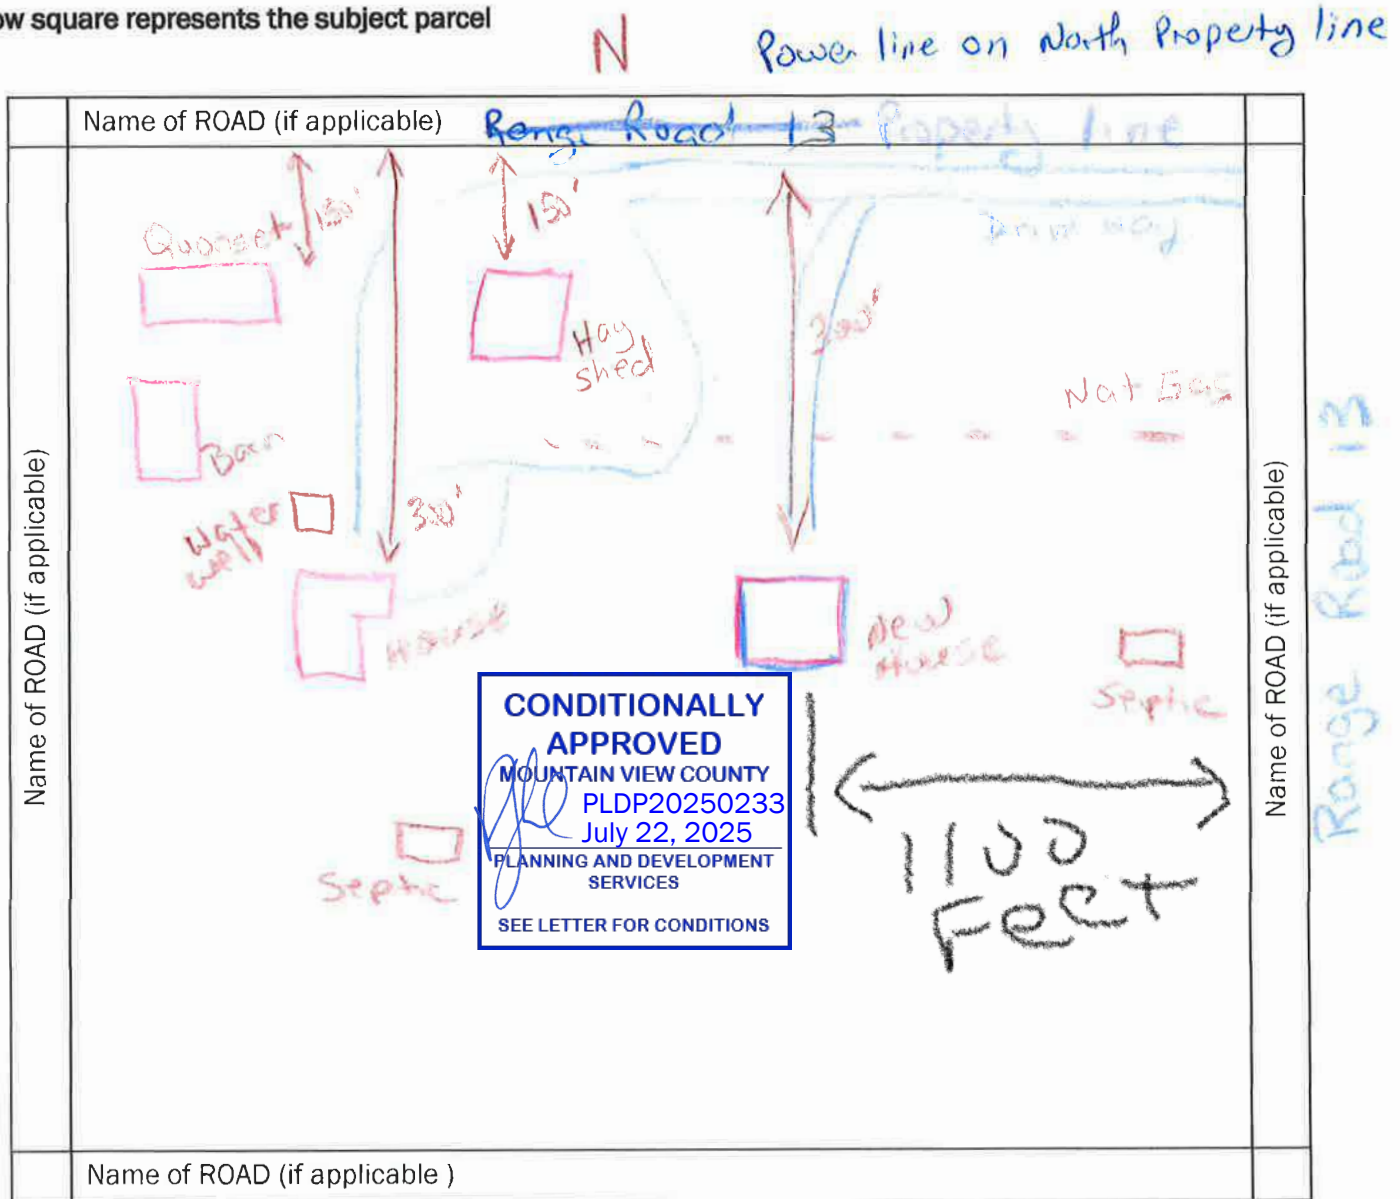 ow square represents the subject parcel
N
Power line on North Property line
Name of ROAD (if applicable)
Range Road 13
Property line
Quonset
150'
150'
Driveway
Hay
shed
200'
Nat Gas
Barn
300'
Water
well
House
New
House
Septic
Name of ROAD (if applicable)
Name of ROAD (if applicable)
Range Road 13
CONDITIONALLY
APPROVED
MOUNTAIN VIEW COUNTY
PLDP20250233
July 22, 2025
PLANNING AND DEVELOPMENT
SERVICES
SEE LETTER FOR CONDITIONS
1100
FeeT
Septic
Name of ROAD (if applicable )